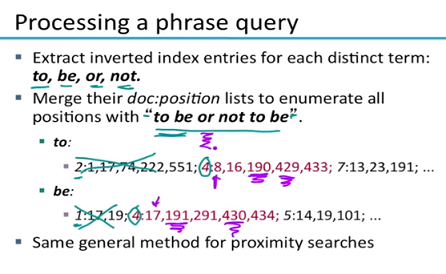 Processing a phrase query
Extract inverted index entries for each distinct term:
to, be, or, not.
Merge their doc:position lists to enumerate all
positions with “to be or not to be”.
to:
2:1,17,74,222,551; 4:8,16,190,429,433; 7:13,23,191; ...
be:
1:17,19; 4:17,191,291,430,434; 5:14,19,101; ...
Same general method for proximity searches